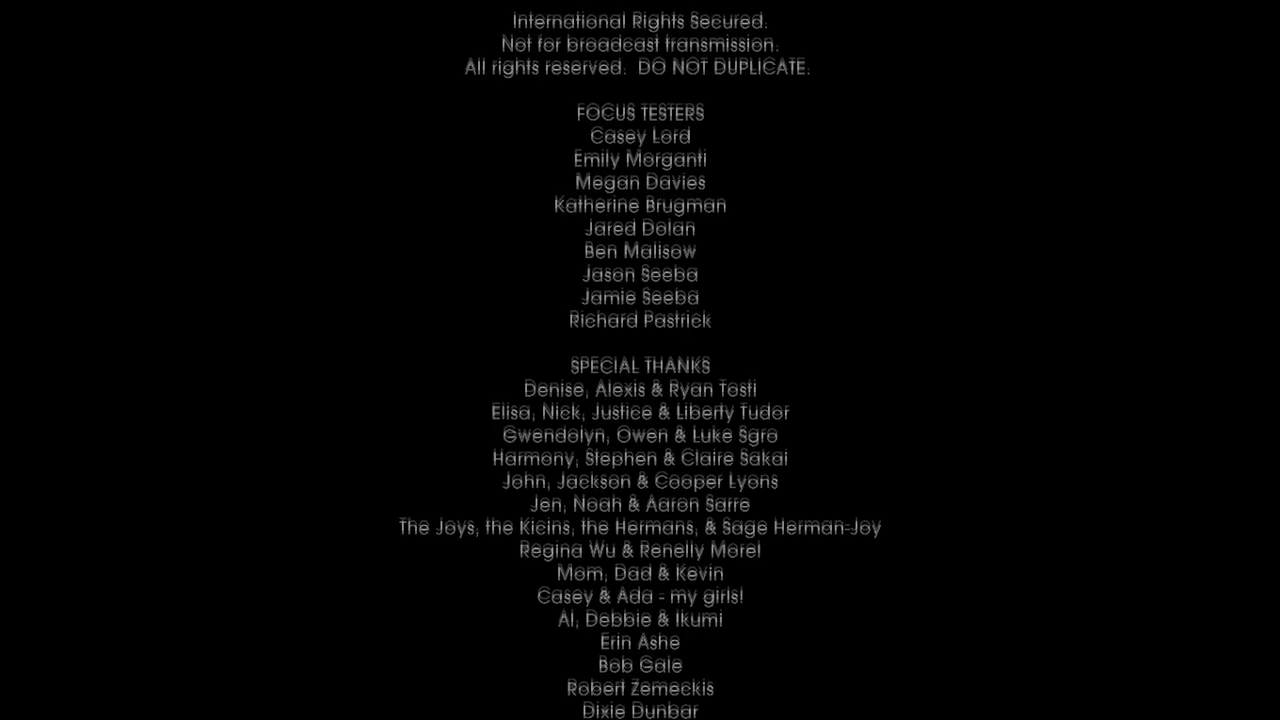 International Rights Secured.
Not for broadcast transmission.
All rights reserved.  DO NOT DUPLICATE.
FOCUS TESTERS
Casey Lord
Emily Morganti
Megan Davies
Katherine Brugman
Jared Dolan
Ben Malisow
Jason Seeba
Jamie Seeba
Richard Pastrick
SPECIAL THANKS
Denise, Alexis & Ryan Tosti
Elisa, Nick, Justice & Liberty Tudor
Gwendolyn, Owen & Luke Sgro
Harmony, Stephen & Claire Sakai
John, Jackson & Cooper Lyons
Jen, Noah & Aaron Sarre
The Joys, the Kicins, the Hermans, & Sage Herman-Joy
Regina Wu & Renelly Morel
Mom, Dad & Kevin
Casey & Ada - my girls!
Al, Debbie & Ikumi
Erin Ashe
Bob Gale
Robert Zemeckis
Dixie Dunbar